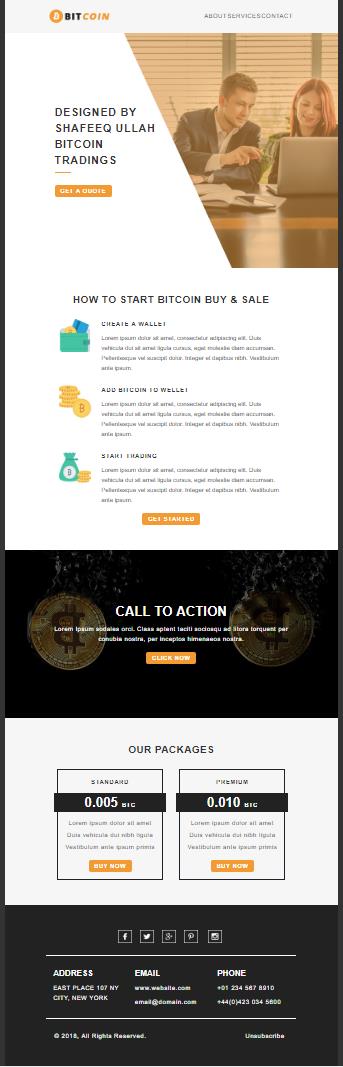 BITCOIN
ABOUTSERVICESCONTACT
DESIGNED BY
SHAFEEQ ULLAH
BITCOIN
TRADINGS
GET A QUOTE
HOW TO START BITCOIN BUY & SALE
CREATE A WALLET
Lorem ipsum dolor sit amet, consectetur adipiscing elit. Duis
vehicula dui sit amet ligula cursus, eget molestie diam accumsan.
Pellentesque vel suscipit dolor. Integer et dapibus nibh. Vestibulum
ante ipsum.
ADD BITCOIN TO WELLET
Lorem ipsum dolor sit amet, consectetur adipiscing elit. Duis
vehicula dui sit amet ligula cursus, eget molestie diam accumsan.
Pellentesque vel suscipit dolor. Integer et dapibus nibh. Vestibulum
ante ipsum.
START TRADING
Lorem ipsum dolor sit amet, consectetur adipiscing elit. Duis
vehicula dui sit amet ligula cursus, eget molestie diam accumsan.
Pellentesque vel suscipit dolor. Integer et dapibus nibh. Vestibulum
ante ipsum.
GET STARTED
CALL TO ACTION
Lorem ipsum sodales orci. Class aptent taciti sociosqu ad litora torquent per
conubia nostra, per inceptos himenaeos nostra.
CLICK NOW
OUR PACKAGES
STANDARD
0.005 BTC
Lorem ipsum dolor sit amet
Duis vehicula dui nibh ligula
Vestibulum ante ipsum primis
BUY NOW
PREMIUM
0.010 BTC
Lorem ipsum dolor sit amet
Duis vehicula dui nibh ligula
Vestibulum ante ipsum primis
BUY NOW
ADDRESS
EAST PLACE 107 NY
CITY, NEW YORK
EMAIL
www.website.com
email@domain.com
PHONE
+01 234 567 8910
+44(0)423 034 5600
© 2018, All Rights Reserved.
Unsubscribe